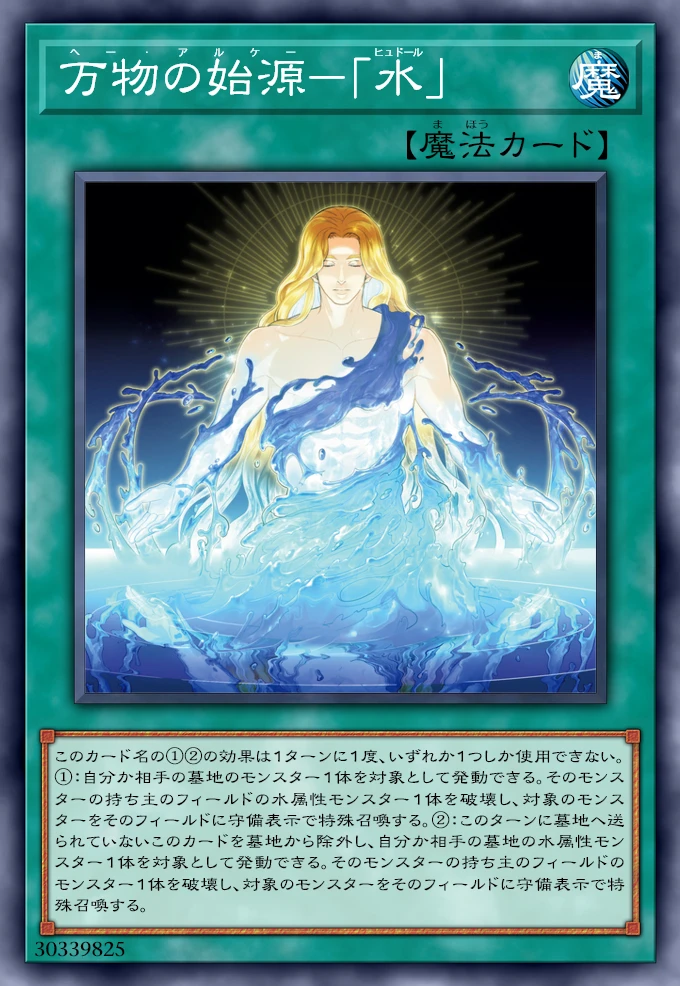 ヘー・アルケー ヒュドール
万物の始源－「水」
ま
魔
まほう
【魔法カード】
このカード名の①②の効果は1ターンに1度、いずれか1つしか使用できない。
①：自分か相手の墓地のモンスター1体を対象として発動できる。そのモンス
ターの持ち主のフィールドの水属性モンスター1体を破壊し、対象のモンス
ターをそのフィールドに守備表示で特殊召喚する。②：このターンに墓地へ送
られていないこのカードを墓地から除外し、自分か相手の墓地の水属性モン
スター1体を対象として発動できる。そのモンスターの持ち主のフィールドの
モンスター1体を破壊し、対象のモンスターをそのフィールドに守備表示で特
殊召喚する。
30339825